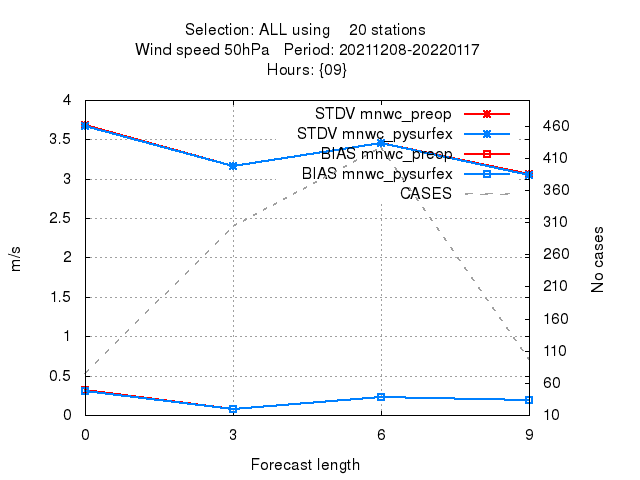 Selection: ALL using    20 stations
Wind speed 50hPa   Period: 20211208-20220117
Hours: {09}
STDV mnwc_preop
STDV mnwc_pysurfex
BIAS mnwc_preop
BIAS mnwc_pysurfex
CASES
4
3.5
3
2.5
2
1.5
1
0.5
0
460
410
360
310
260
210
160
110
60
10
m/s
No cases
0 3 6 9
Forecast length